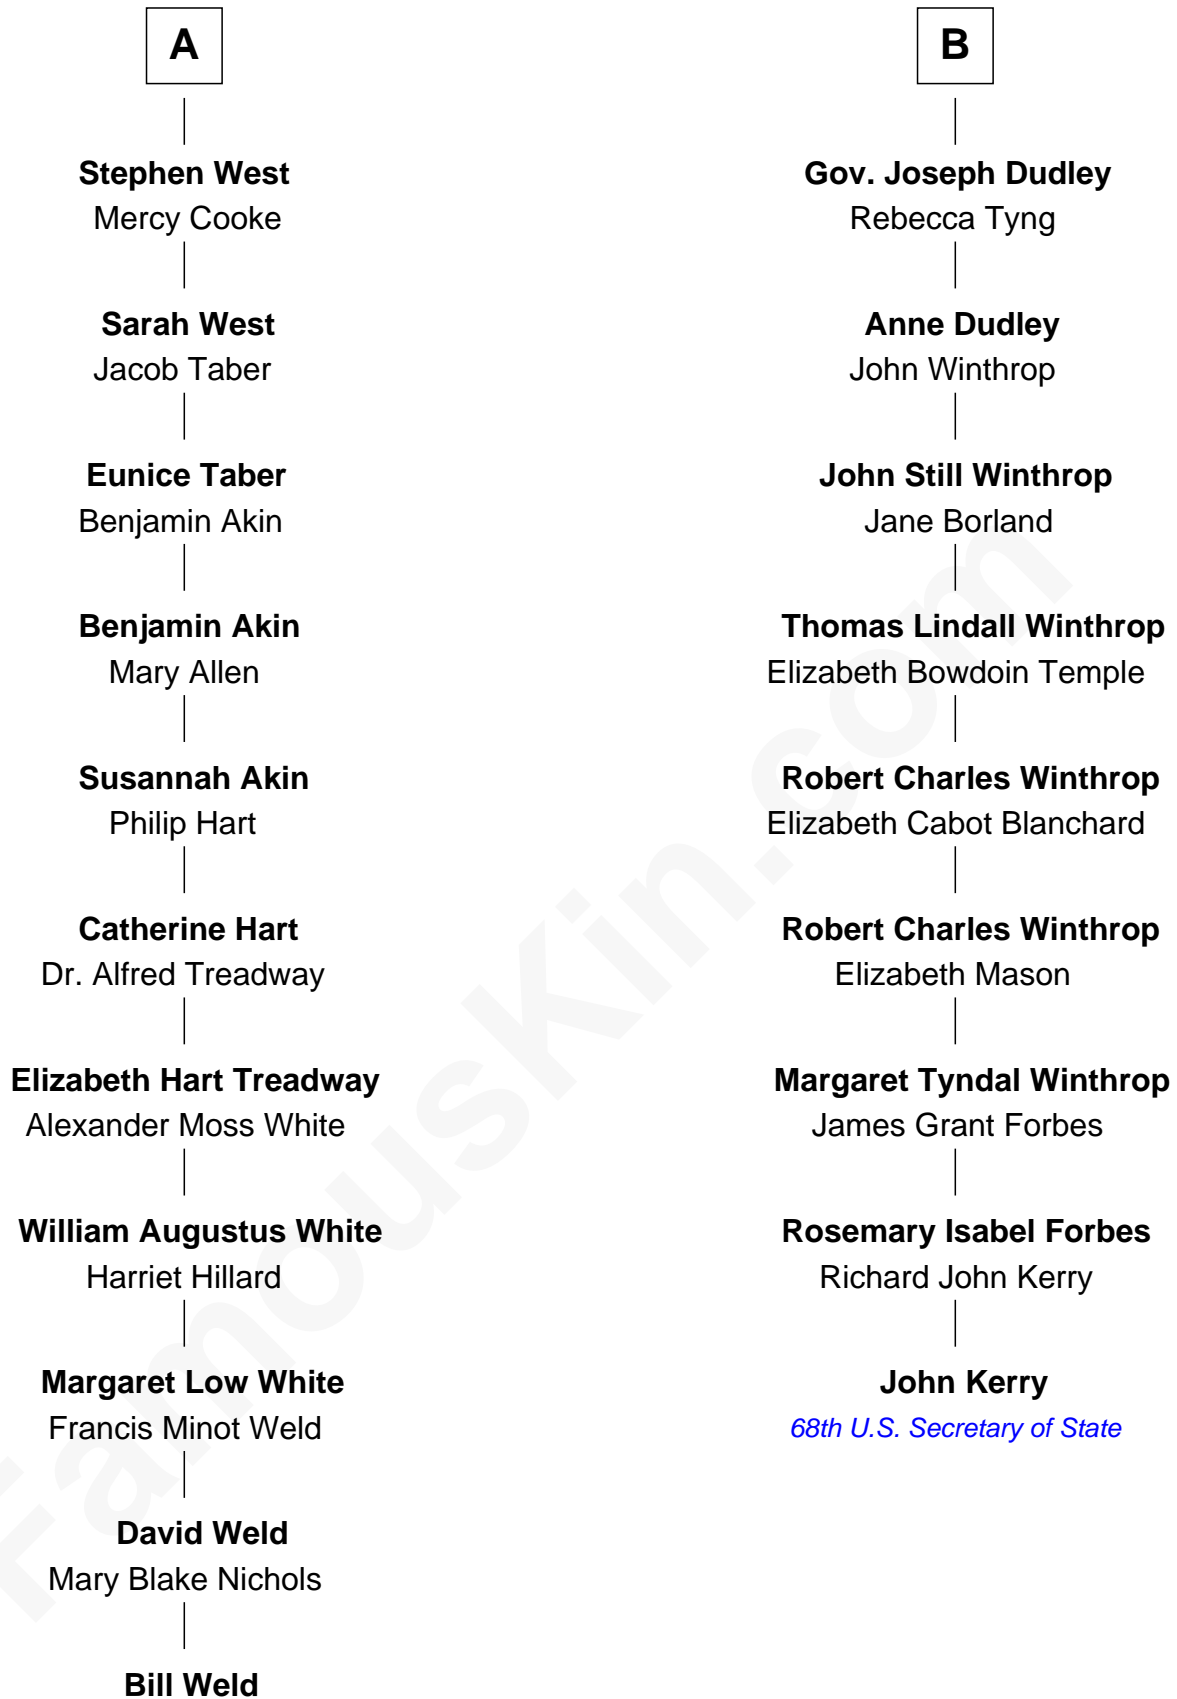 A
Stephen West
Mercy Cooke
Sarah West
Jacob Taber
Eunice Taber
Benjamin Akin
Benjamin Akin
Mary Allen
Susannah Akin
Philip Hart
Catherine Hart
Dr. Alfred Treadway
Elizabeth Hart Treadway
Alexander Moss White
William Augustus White
Harriet Hillard
Margaret Low White
Francis Minot Weld
David Weld
Mary Blake Nichols
Bill Weld
B
Gov. Joseph Dudley
Rebecca Tyng
Anne Dudley
John Winthrop
John Still Winthrop
Jane Borland
Thomas Lindall Winthrop
Elizabeth Bowdoin Temple
Robert Charles Winthrop
Elizabeth Cabot Blanchard
Robert Charles Winthrop
Elizabeth Mason
Margaret Tyndal Winthrop
James Grant Forbes
Rosemary Isabel Forbes
Richard John Kerry
John Kerry
68th U.S. Secretary of State
FamousKin.com